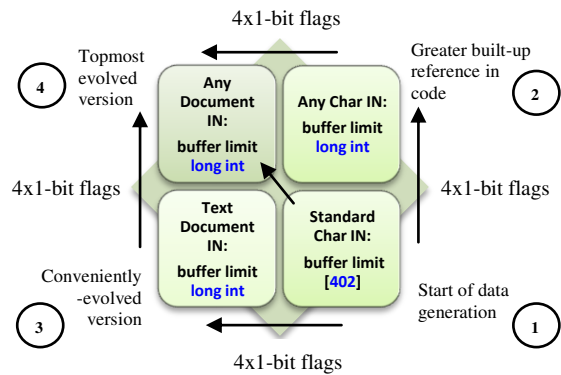 4x1-bit flags
Topmost
evolved
version
4
Any
Document
IN:
buffer limit
long int
Any Char IN:
buffer limit
long int
Greater built-up
reference in
code
2
4x1-bit flags
4x1-bit flags
Text
Document
IN:
buffer limit
long int
Standard
Char IN:
buffer limit
[402]
Conveniently
-evolved
version
3
Start of data
generation
1
4x1-bit flags